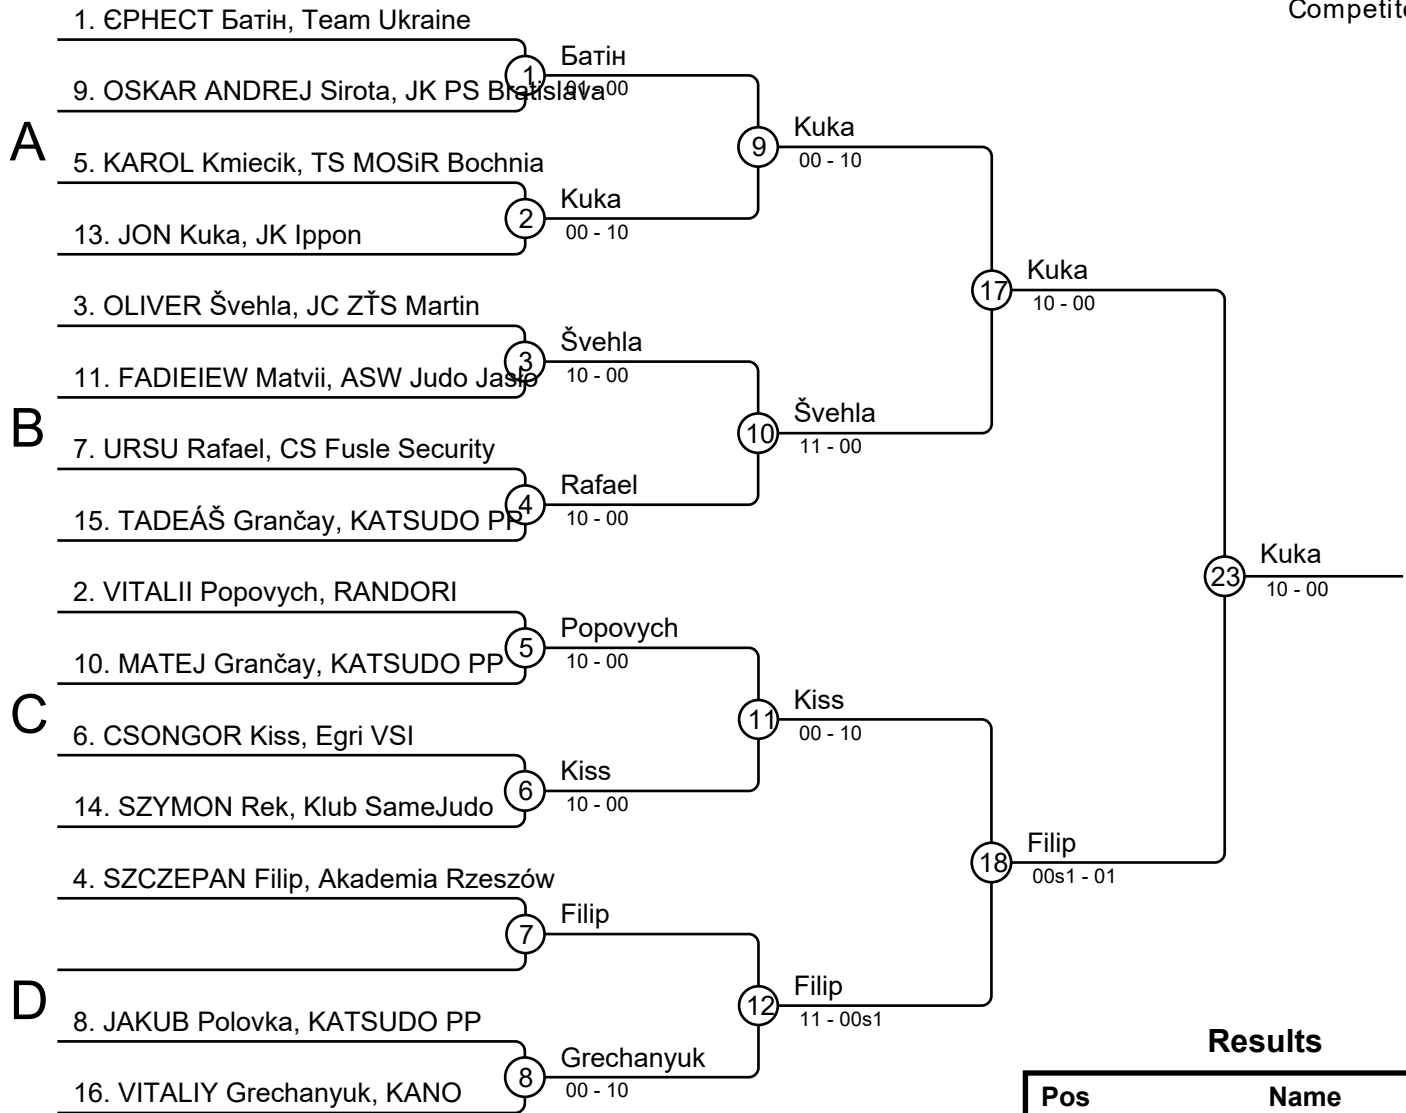 Competit
1. ЄРНЕСТ Батін, Team Ukraine
9. OSKAR ANDREJ Sirota, JK PS Bratislava
5. KAROL Kmiecik, TS MOSiR Bochnia
13. JON Kuka, JK Ippon
3. OLIVER Švehla, JC ZŤS Martin
11. FADIEIEW Matvii, ASW Judo Jasło
7. URSU Rafael, CS Fusle Security
15. TADEÁŠ Grančay, KATSUDO PP
2. VITALII Popovych, RANDORI
10. MATEJ Grančay, KATSUDO PP
6. CSONGOR Kiss, Egri VSI
14. SZYMON Rek, Klub SameJudo
4. SZCZEPAN Filip, Akademia Rzeszów
8. JAKUB Polovka, KATSUDO PP
16. VITALIY Grechanyuk, KANO
A
B
C
D
1
Батін
01 - 00
2
Kuka
00 - 10
3
Švehla
10 - 00
4
Rafael
10 - 00
5
Popovych
10 - 00
6
Kiss
10 - 00
7
Filip
8
Grechanyuk
00 - 10
9
Kuka
00 - 10
10
Švehla
11 - 00
11
Kiss
00 - 10
12
Filip
11 - 00s1
17
Kuka
10 - 00
18
Filip
00s1 - 01
23
Kuka
10 - 00
Results
Pos Name